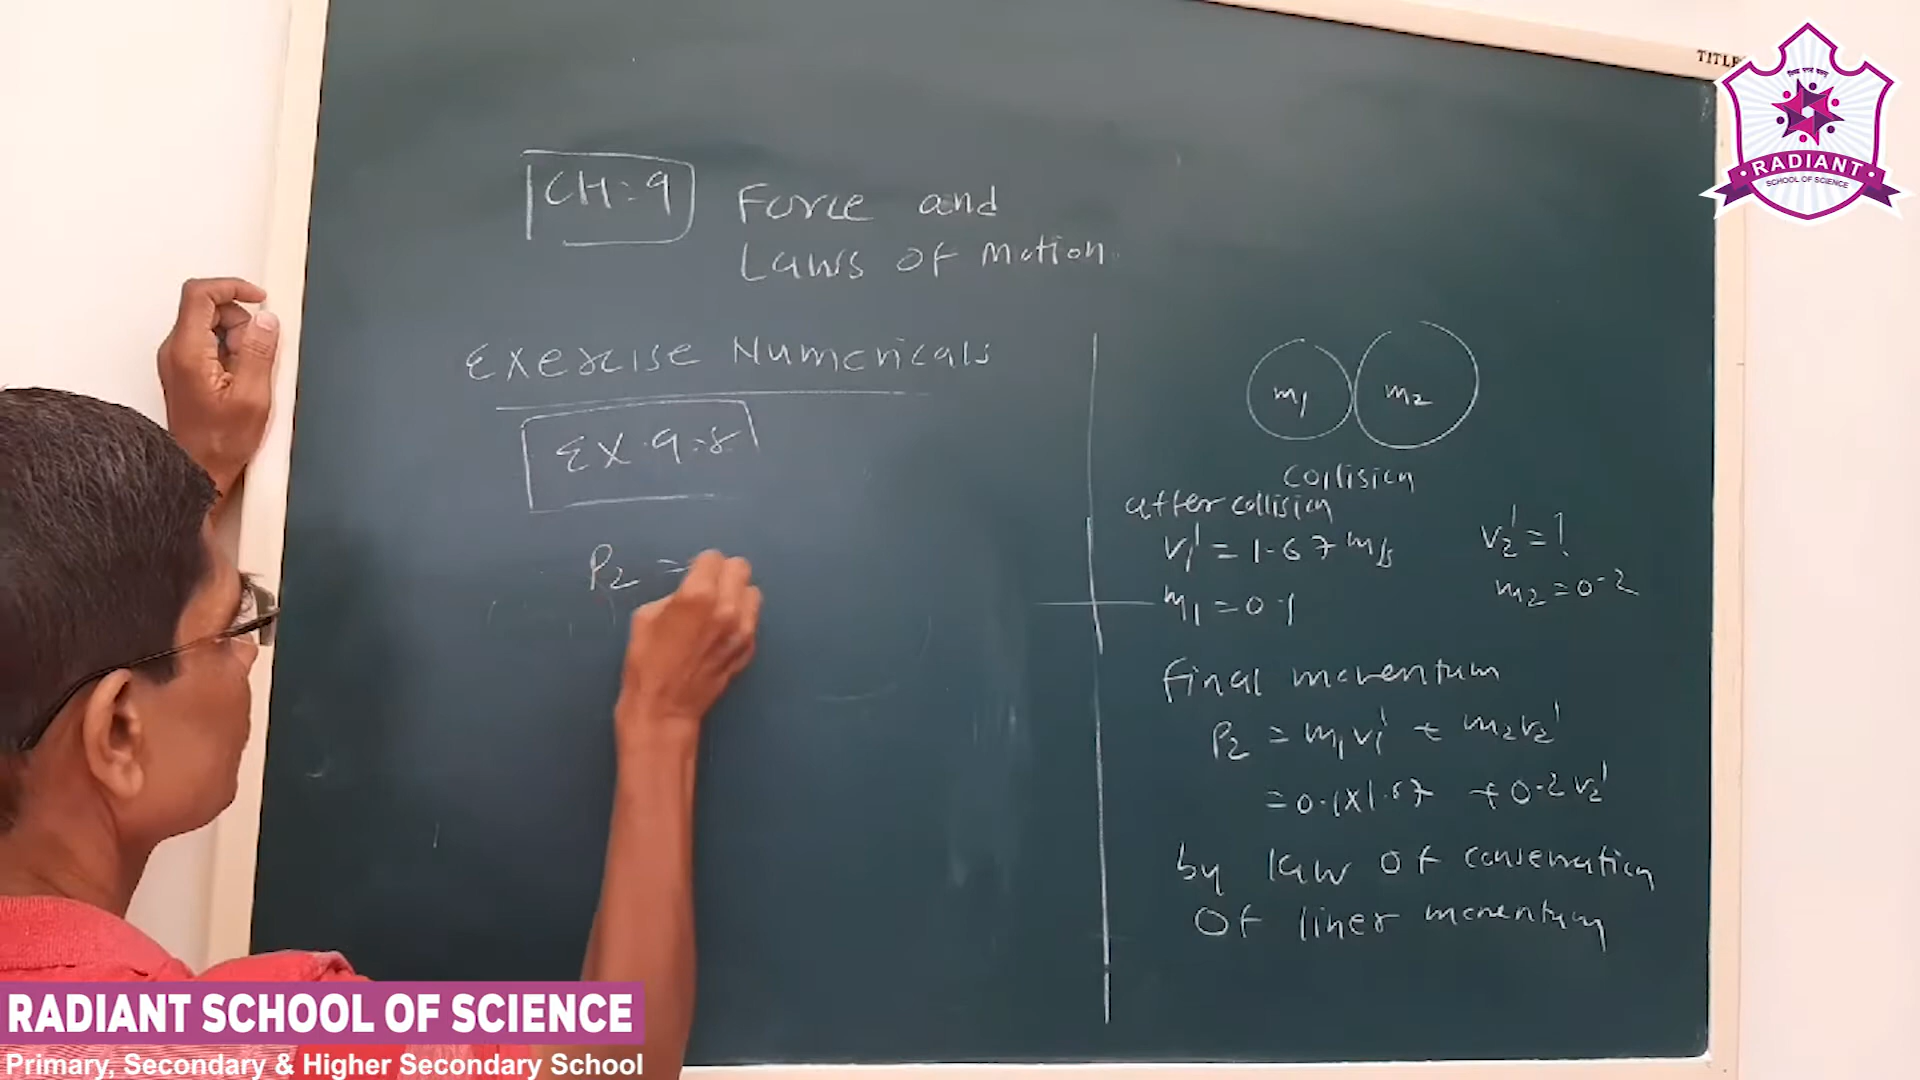 TITLE
RADIANT
SCHOOL OF SCIENCE
CH:9 Force and
Laws of motion
Exercise Numericals
EX.9:8
P₂ =
m₁ m₂
collision
after collision
v₁' = 1.67 m/s v₂' = ?
m₁ = 0.1 m₂ = 0.2
final momentum
P₂ = m₁v₁' + m₂v₂'
= 0.1x1.67 + 0.2v₂'
by law of conservation
of liner momentum
RADIANT SCHOOL OF SCIENCE
Primary, Secondary & Higher Secondary School